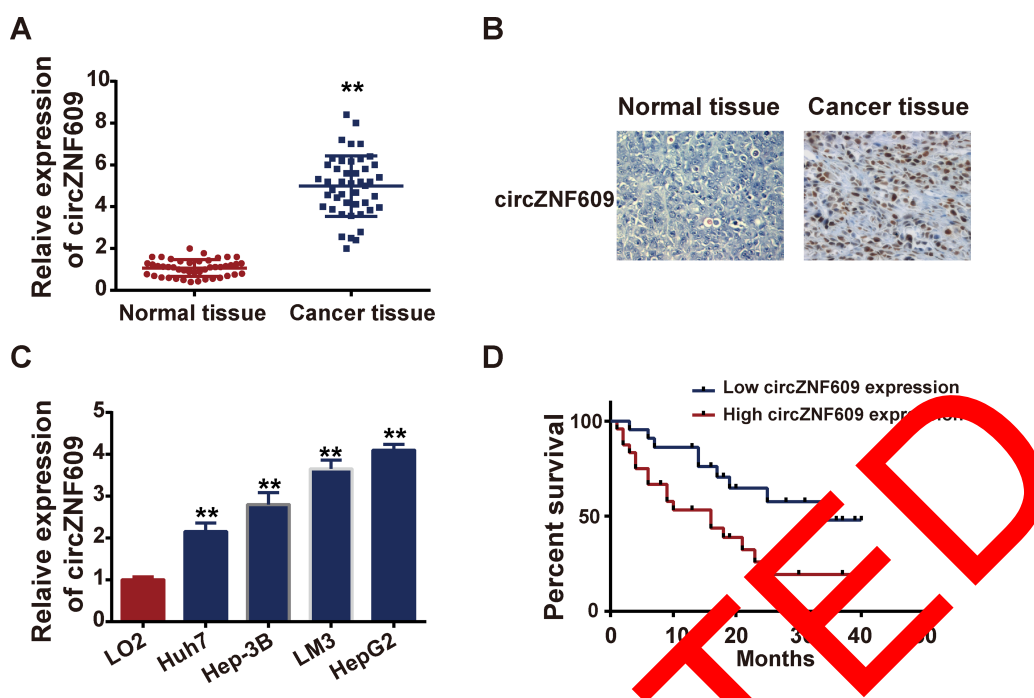 A
Relaive expression
of circZNF609
10
8
6
4
2
0
**
Normal tissue
Cancer tissue
B
Normal tissue
Cancer tissue
circZNF609
C
Relaive expression
of circZNF609
5
4
3
2
1
0
**
**
**
**
LO2
Huh7
Hep-3B
LM3
HepG2
D
Low circZNF609 expression
High circZNF609
Percent survival
100
50
0
0
10
20
40
Months
TED